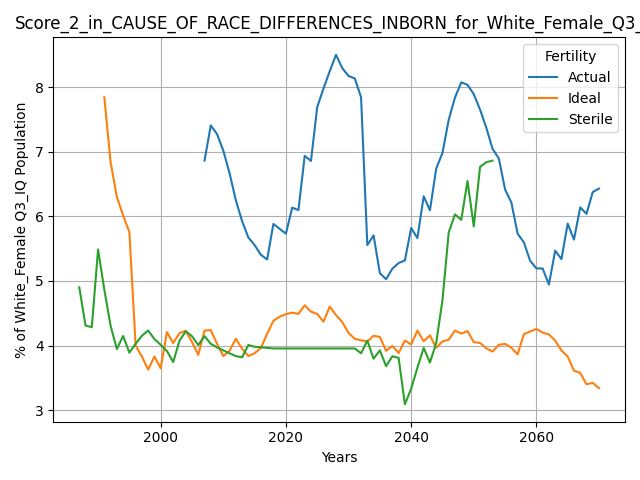 Score_2_in_CAUSE_OF_RACE_DIFFERENCES_INBORN_for_White_Female_Q3_
Fertility
Actual
Ideal
Sterile
% of White_Female Q3_IQ Population
8
7
6
5
4
3
2000
2020
2040
2060
Years